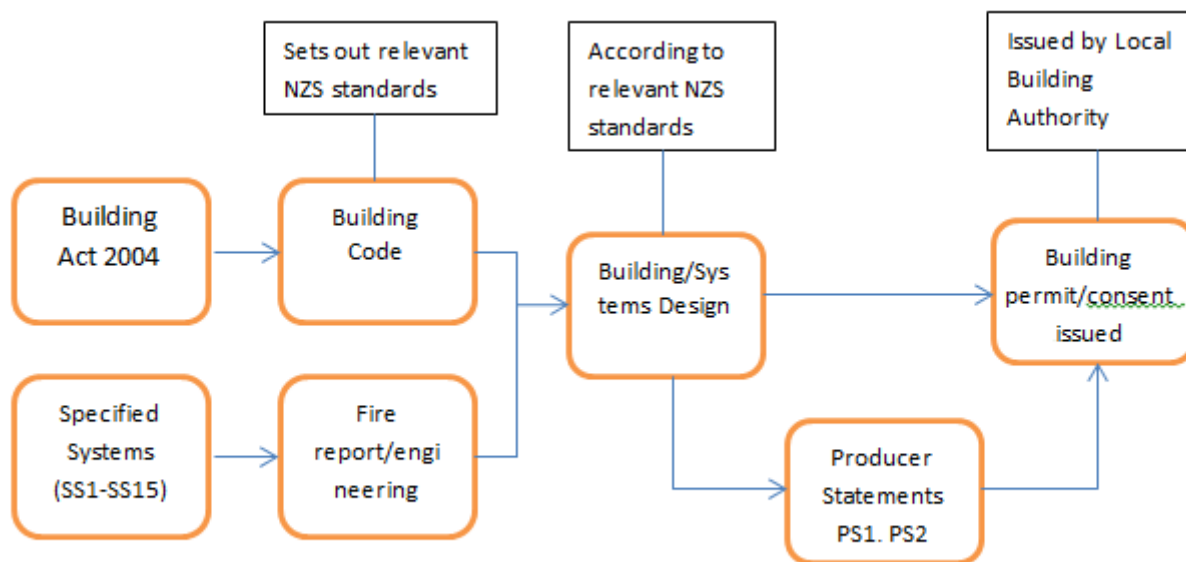 Sets out relevant
NZS standards
According to
relevant NZS
standards
Issued by Local
Building
Authority
Building
Act 2004
Building
Code
Building/Sys
tems Design
Building
permit/consent
issued
Specified
Systems
(SS1-SS15)
Fire
report/engi
neering
Producer
Statements
PS1. PS2